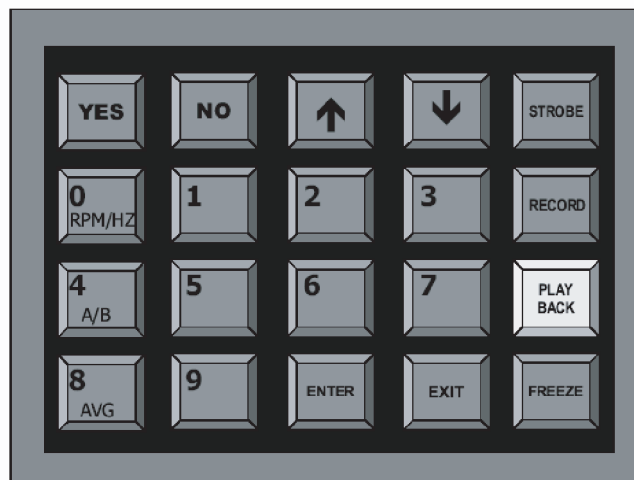 YES NO ↑ ↓ STROBE
0 1 2 3 RECORD
RPM/HZ
4 5 6 7 PLAY
A/B BACK
8 9 ENTER EXIT FREEZE
AVG